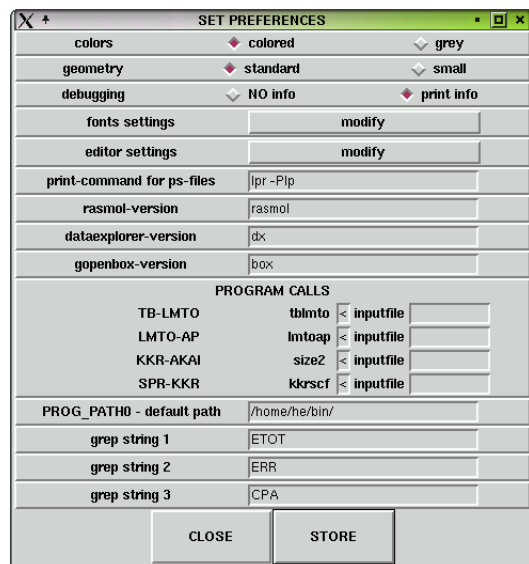 SET PREFERENCES
colors colored grey
geometry standard small
debugging NO info print info
fonts settings modify
editor settings modify
print-command for ps-files lpr -Plp
rasmol-version rasmol
dataexplorer-version dx
gopenbox-version box
PROGRAM CALLS
TB-LMTO tblmto < inputfile
LMTO-AP lmtoap < inputfile
KKR-AKAI size2 < inputfile
SPR-KKR kkrscf < inputfile
PROG_PATH0 - default path /home/he/bin/
grep string 1 ETOT
grep string 2 ERR
grep string 3 CPA
CLOSE STORE